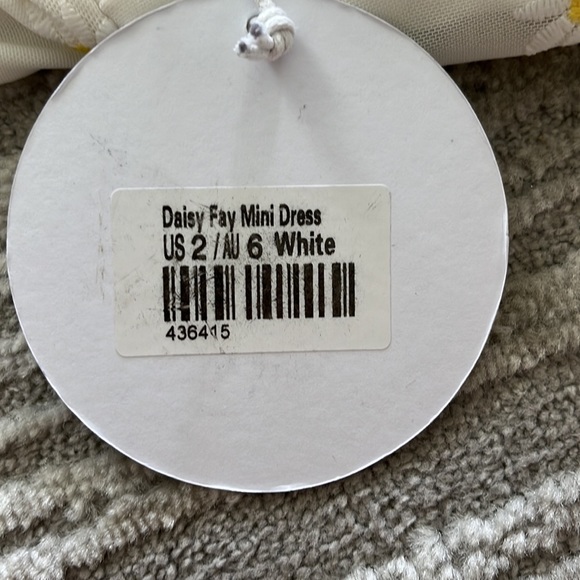 Daisy Fay Mini Dress
US 2 / AU 6 White
436415